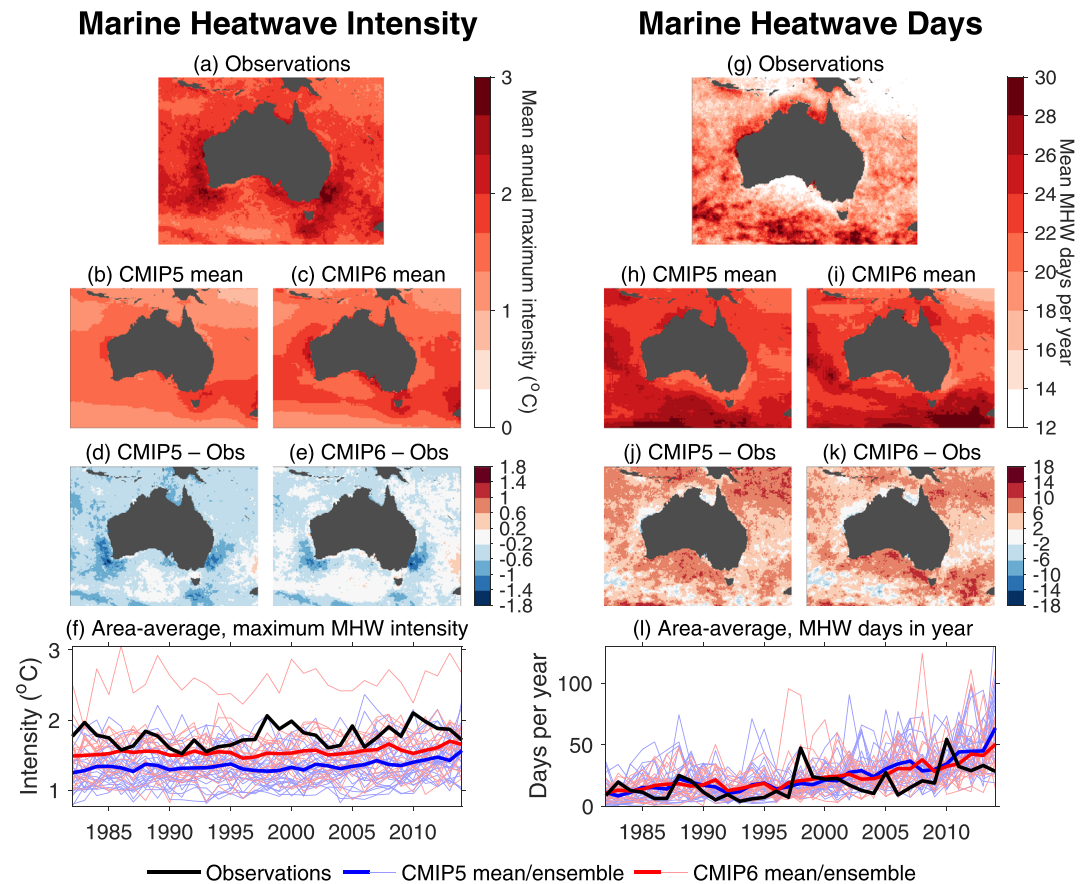 Marine Heatwave Intensity
Marine Heatwave Days
(a) Observations
3
2
1
0
Mean annual maximum intensity (°C)
(g) Observations
30
28
26
24
22
20
18
16
14
12
Mean MHW days per year
(b) CMIP5 mean
(c) CMIP6 mean
(h) CMIP5 mean
(i) CMIP6 mean
(d) CMIP5 – Obs
(e) CMIP6 – Obs
1.8
1.4
1
0.6
0.2
-0.2
-0.6
-1
-1.4
-1.8
(j) CMIP5 – Obs
(k) CMIP6 – Obs
18
14
10
6
2
-2
-6
-10
-14
-18
(f) Area-average, maximum MHW intensity
3
2
1
Intensity (°C)
1985 1990 1995 2000 2005 2010
(l) Area-average, MHW days in year
100
50
0
Days per year
1985 1990 1995 2000 2005 2010
Observations CMIP5 mean/ensemble CMIP6 mean/ensemble